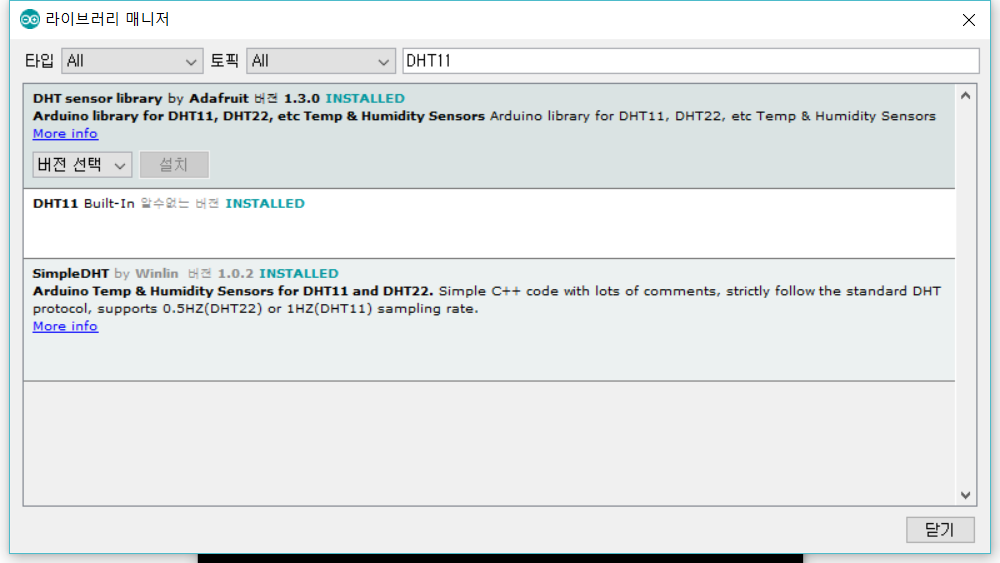 라이브러리 매니저
타입 All 토픽 All DHT11
DHT sensor library by Adafruit 버전 1.3.0 INSTALLED
Arduino library for DHT11, DHT22, etc Temp & Humidity Sensors Arduino library for DHT11, DHT22, etc Temp & Humidity Sensors
More info
버전 선택 설치
DHT11 Built-In 알수없는 버전 INSTALLED
SimpleDHT by Winlin 버전 1.0.2 INSTALLED
Arduino Temp & Humidity Sensors for DHT11 and DHT22. Simple C++ code with lots of comments, strictly follow the standard DHT
protocol, supports 0.5HZ(DHT22) or 1HZ(DHT11) sampling rate.
More info
닫기